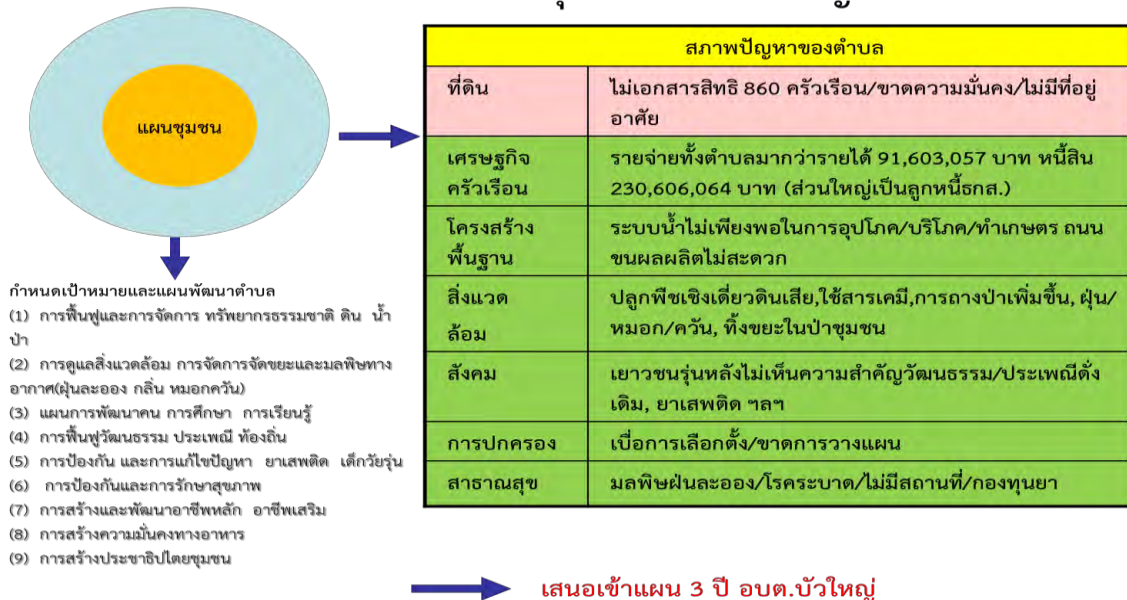 แผนชุมชน
กำหนดเป้าหมายและแผนพัฒนาตำบล
(1) การฟื้นฟูและการจัดการ ทรัพยากรธรรมชาติ ดิน น้ำ
ป่า
(2) การดูแลสิ่งแวดล้อม การจัดการจัดขยะและมลพิษทาง
อากาศ(ฝุ่นละออง กลิ่น หมอกควัน)
(3) แผนการพัฒนาคน การศึกษา การเรียนรู้
(4) การฟื้นฟูวัฒนธรรม ประเพณี ท้องถิ่น
(5) การป้องกัน และการแก้ไขปัญหา ยาเสพติด เด็กวัยรุ่น
(6) การป้องกันและการรักษาสุขภาพ
(7) การสร้างและพัฒนาอาชีพหลัก อาชีพเสริม
(8) การสร้างความมั่นคงทางอาหาร
(9) การสร้างประชาธิปไตยชุมชน
สภาพปัญหาของตำบล
ที่ดิน
ไม่เอกสารสิทธิ 860 ครัวเรือน/ขาดความมั่นคง/ไม่มีที่อยู่
อาศัย
เศรษฐกิจ
ครัวเรือน
รายจ่ายทั้งตำบลมากว่ารายได้ 91,603,057 บาท หนี้สิน
230,606,064 บาท (ส่วนใหญ่เป็นลูกหนี้ธกส.)
โครงสร้าง
พื้นฐาน
ระบบน้ำไม่เพียงพอในการอุปโภค/บริโภค/ทำเกษตร ถนน
ขนผลผลิตไม่สะดวก
สิ่งแวด
ล้อม
ปลูกพืชเชิงเดี่ยวดินเสีย,ใช้สารเคมี,การถางป่าเพิ่มขึ้น, ฝุ่น/
หมอก/ควัน, ทิ้งขยะในป่าชุมชน
สังคม
เยาวชนรุ่นหลังไม่เห็นความสำคัญวัฒนธรรม/ประเพณีดั่ง
เดิม, ยาเสพติด ฯลฯ
การปกครอง
เบื่อการเลือกตั้ง/ขาดการวางแผน
สาธาณสุข
มลพิษฝนละออง/โรคระบาด/ไม่มีสถานที่/กองทุนยา
เสนอเข้าแผน 3 ปี อบต.บัวใหญ่